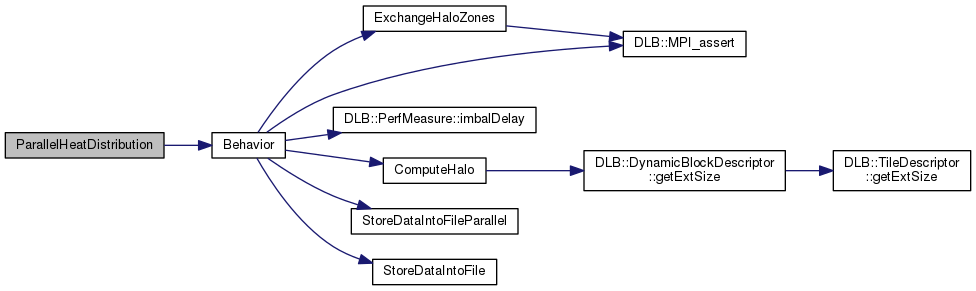 ParallelHeatDistribution
Behavior
ExchangeHaloZones
DLB::MPI_assert
DLB::PerfMeasure::imbalDelay
ComputeHalo
DLB::DynamicBlockDescriptor
::getExtSize
DLB::TileDescriptor
::getExtSize
StoreDataIntoFileParallel
StoreDataIntoFile